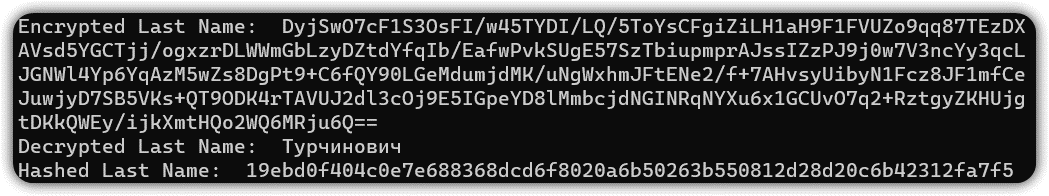 Encrypted Last Name:  DyjSwO7cF1S3OsFI/w45TYDI/LQ/5ToYsCFgiZiLH1aH9F1FVUZo9qq87TEzDX
AVsd5YGCTjj/ogxzrDLWWmGbLzyDZtdYfqIb/EafwPvkSUgE57SzTbiupmprAJssIZzPJ9j0w7V3ncYy3qcL
JGNWl4Yp6YqAzM5wZs8DgPt9+C6fQY90LGeMdumjdMK/uNgWxhmJFtENe2/f+7AHvsyUibyN1Fcz8JF1mfCe
JuwjyD7SB5VKs+QT9ODK4rTAVUJ2dl3cOj9E5IGpeYD8lMmbcjdNGINRqNYXu6x1GCUvO7q2+RztgyZKHUjg
tDKkQWEy/ijkXmtHQo2WQ6MRju6Q==
Decrypted Last Name:  Турчинович
Hashed Last Name:  19ebd0f404c0e7e688368dcd6f8020a6b50263b550812d28d20c6b42312fa7f5